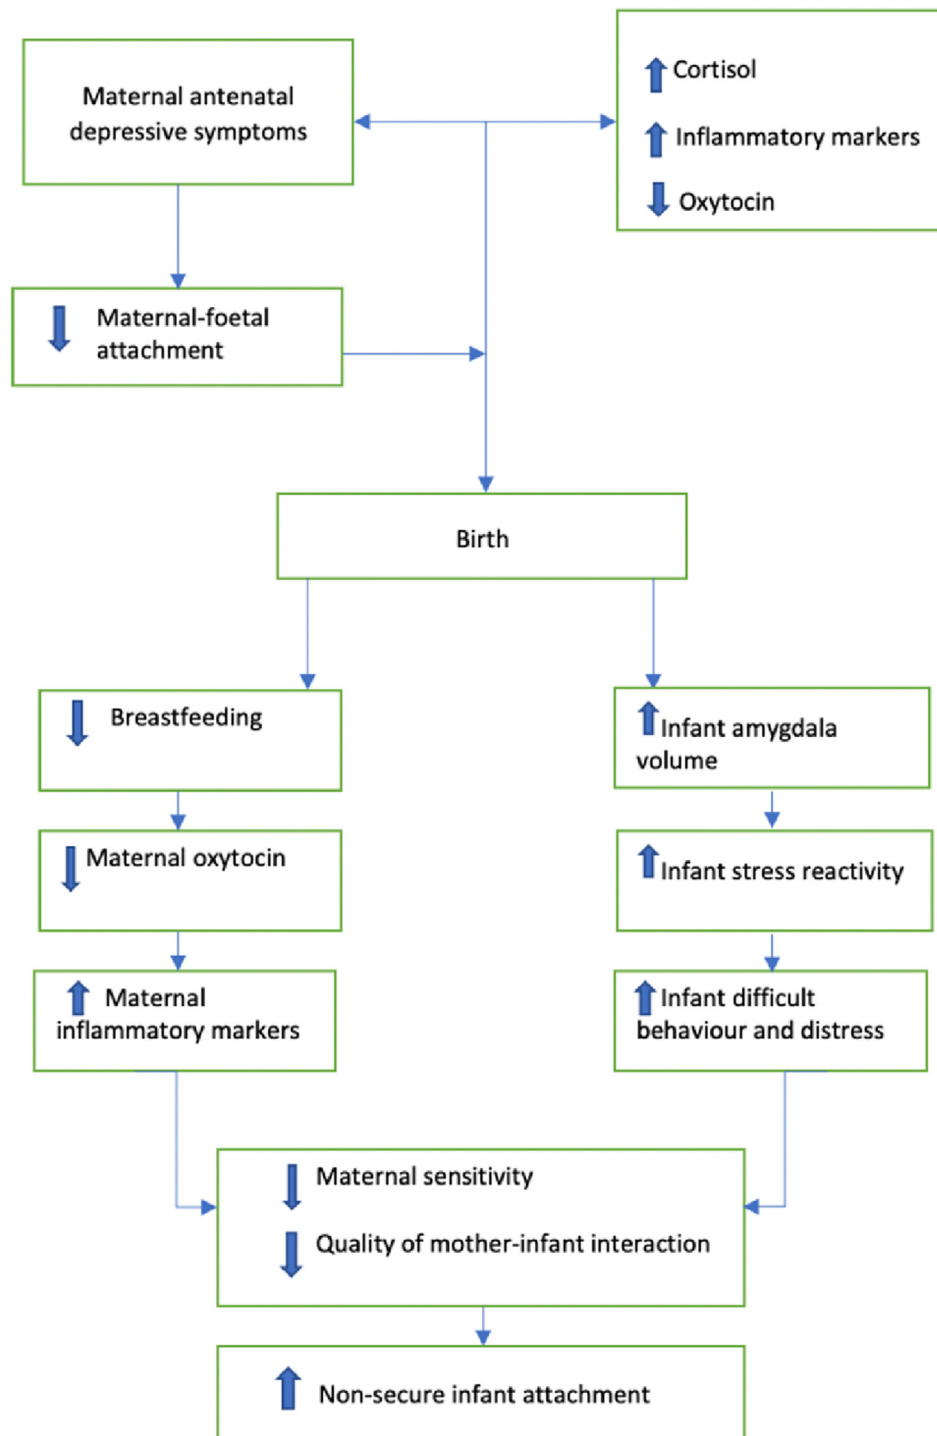 Maternal antenatal
depressive symptoms
Cortisol
Inflammatory markers
Oxytocin
Maternal-foetal
attachment
Birth
Breastfeeding
Infant amygdala
volume
Maternal oxytocin
Infant stress reactivity
Maternal
inflammatory markers
Infant difficult
behaviour and distress
Maternal sensitivity
Quality of mother-infant interaction
Non-secure infant attachment